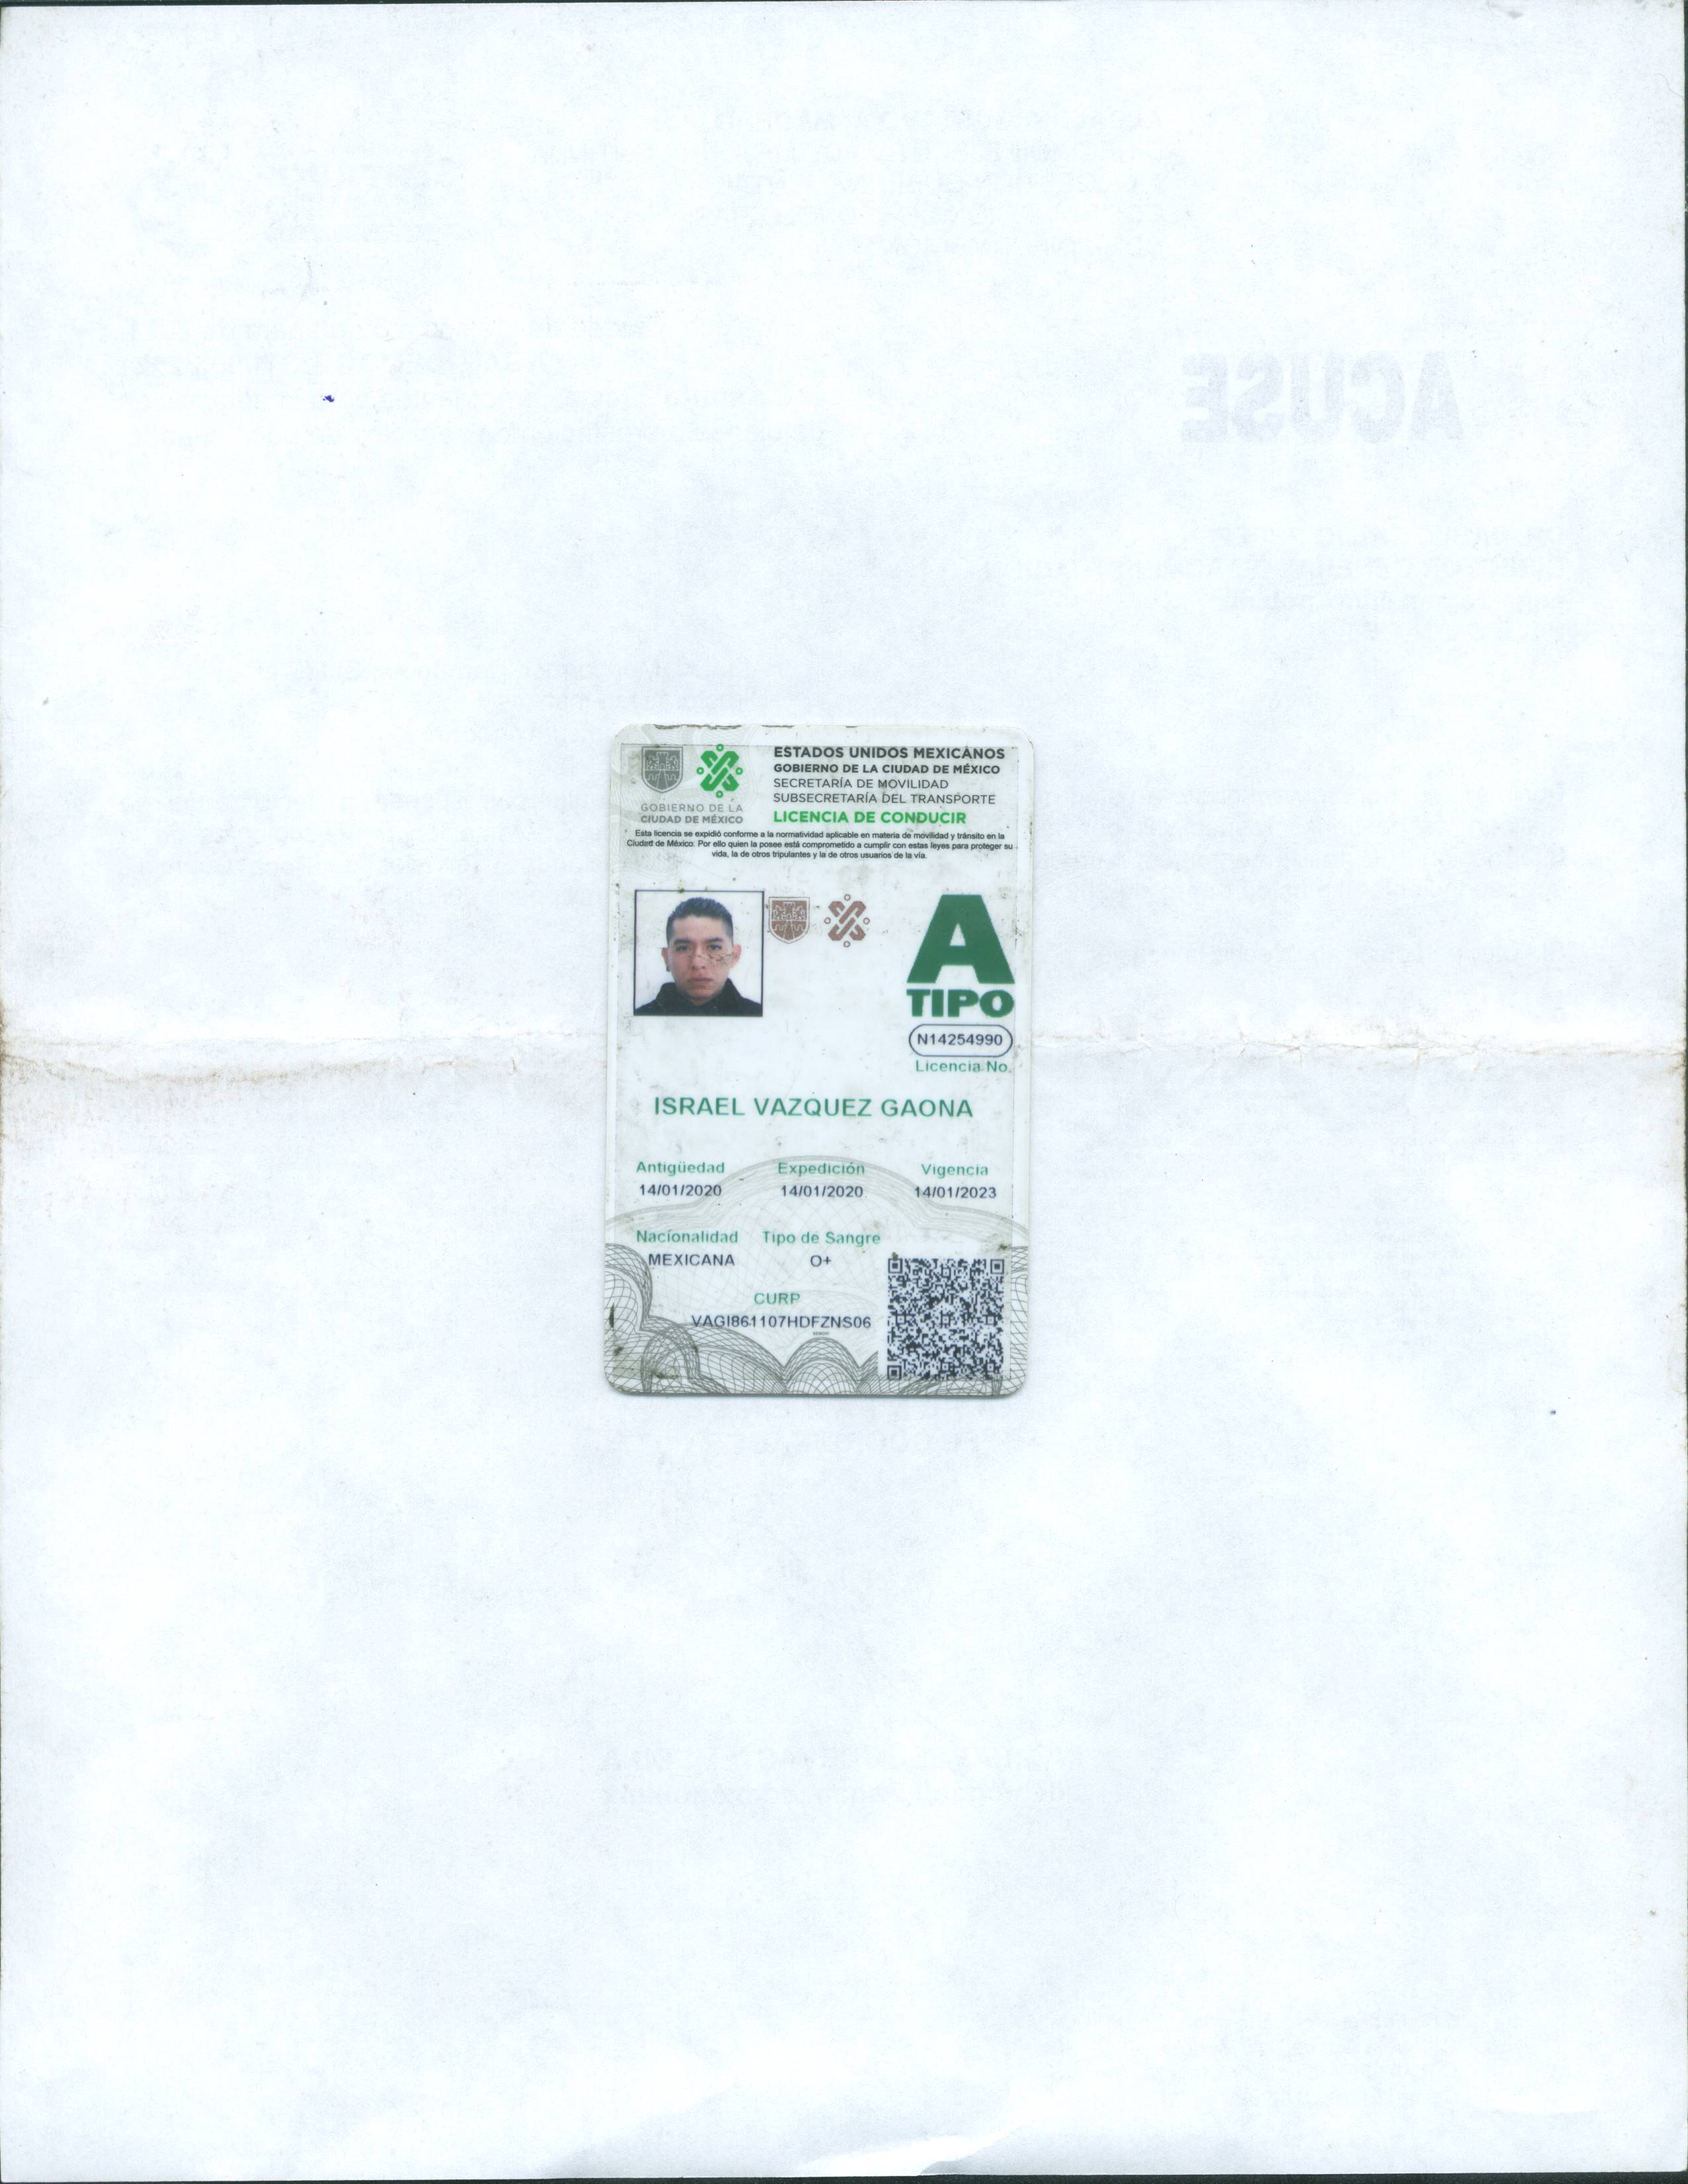 ACUSE
ESTADOS UNIDOS MEXICANOS
GOBIERNO DE LA CIUDAD DE MÉXICO
SECRETARÍA DE MOVILIDAD
SUBSECRETARÍA DEL TRANSPORTE
LICENCIA DE CONDUCIR
GOBIERNO DE LA
CIUDAD DE MÉXICO
Esta licencia se expidió conforme a la normatividad aplicable en materia de movilidad y tránsito en la
Ciudad de México. Por ello quien la posee está comprometido a cumplir con estas leyes para proteger su
vida, la de otros tripulantes y la de otros usuarios de la vía.
A
TIPO
N14254990
Licencia No.
ISRAEL VAZQUEZ GAONA
Antigüedad Expedición Vigencia
14/01/2020 14/01/2020 14/01/2023
Nacionalidad Tipo de Sangre
MEXICANA O+
CURP
VAGI861107HDFZNS06